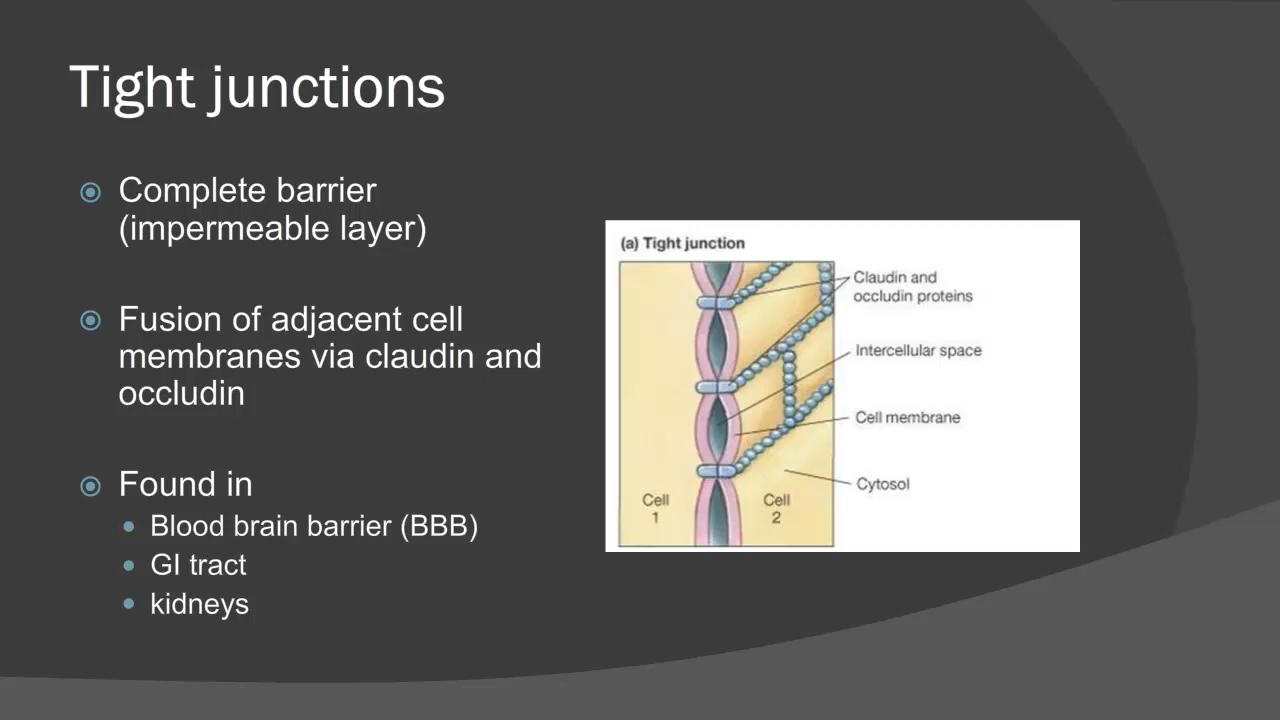 Tight junctions
Complete barrier
(impermeable layer)
Fusion of adjacent cell
membranes via claudin and
occludin
Found in
Blood brain barrier (BBB)
GI tract
kidneys
(a) Tight junction
Claudin and
occludin proteins
Intercellular space
Cell membrane
Cytosol
Cell
1
Cell
2